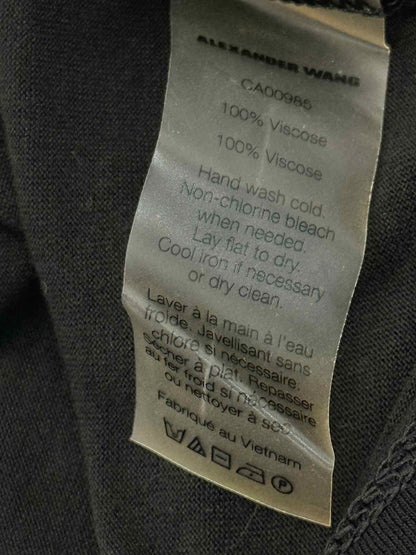 ALEXANDER WANG
CA00986
100% Viscose
100% Viscose
Hand wash cold.
Non-chlorine bleach
when needed.
Lay flat to dry.
Cool iron if necessary
or dry clean.
Laver à la main à l'eau
froide. Javellisant sans
chlore si nécessaire.
Sécher à plat. Repasser
au fer froid si nécessaire
ou nettoyer à sec.
Fabriqué au Vietnam